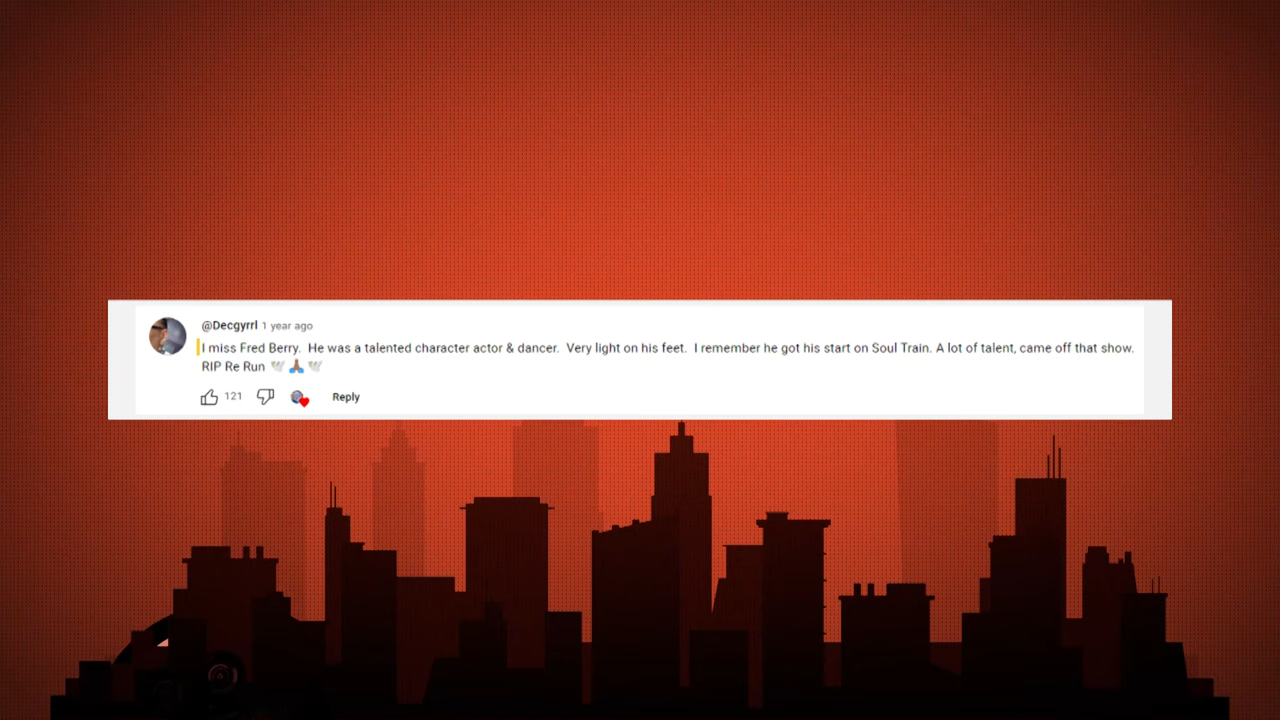 @Decgyrrl 1 year ago
I miss Fred Berry. He was a talented character actor & dancer. Very light on his feet. I remember he got his start on Soul Train. A lot of talent, came off that show.
RIP Re Run 🕊️ 🙏🏽 🕊️
121 Reply